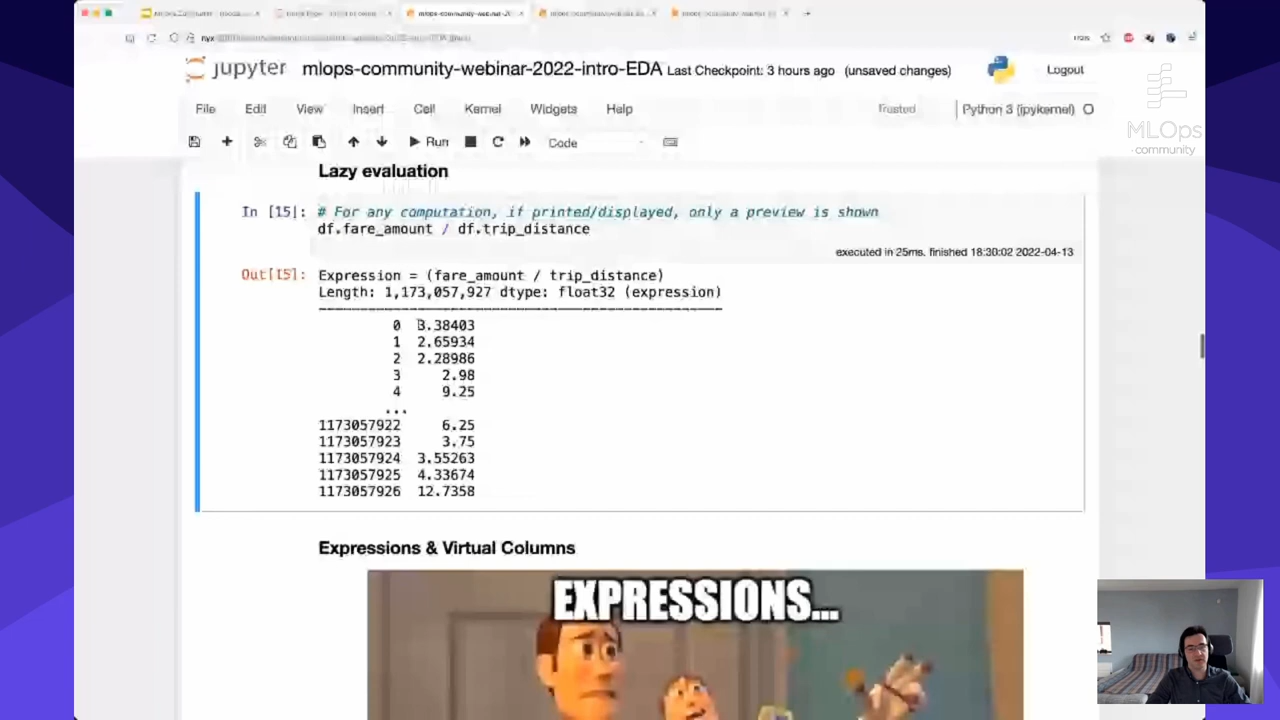 jupyter mlops-community-webinar-2022-intro-EDA Last Checkpoint: 3 hours ago (unsaved changes) Logout
File Edit View Insert Cell Kernel Widgets Help Trusted Python 3 (ipykernel)
MLOps
community
Run Code
Lazy evaluation
In [15]: # For any computation, if printed/displayed, only a preview is shown
df.fare_amount / df.trip_distance
executed in 25ms, finished 18:30:02 2022-04-13
Out[15]: Expression = (fare_amount / trip_distance)
Length: 1,173,057,927 dtype: float32 (expression)
0 3.38403
1 2.65934
2 2.28986
3 2.98
4 9.25
...
1173057922 6.25
1173057923 3.75
1173057924 3.55263
1173057925 4.33674
1173057926 12.7358
Expressions & Virtual Columns
EXPRESSIONS...